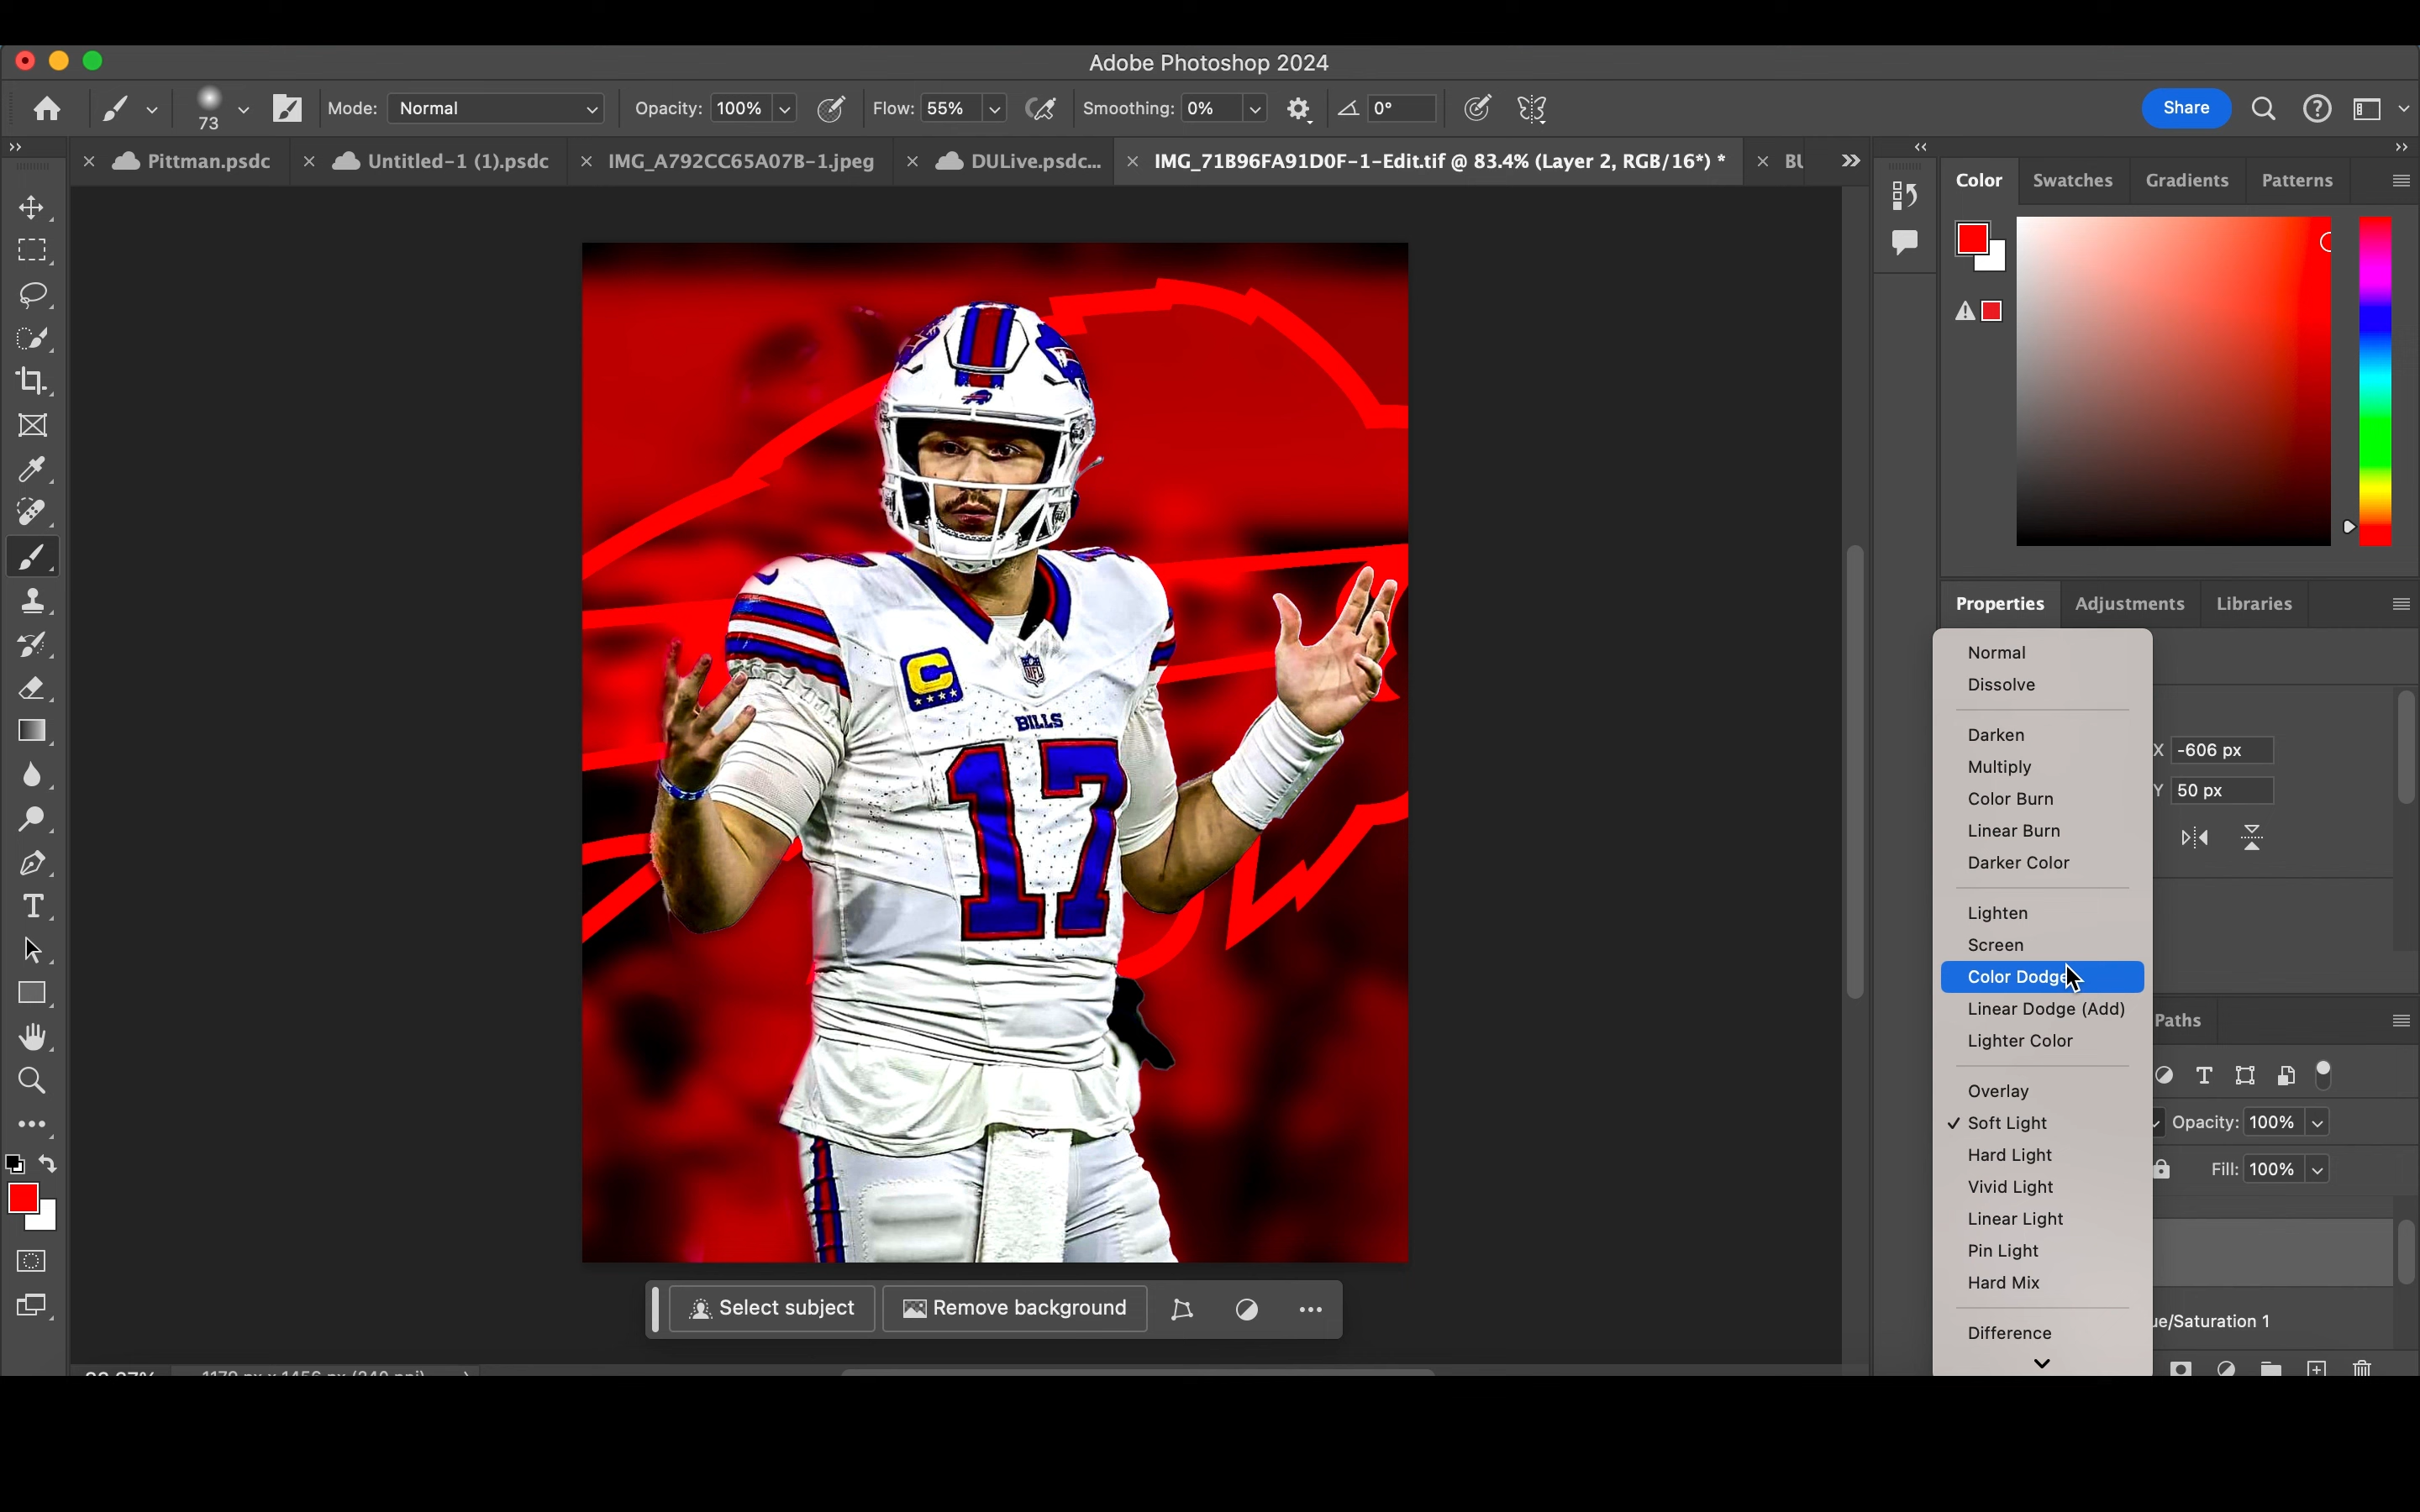 Adobe Photoshop 2024
73
Mode: Normal
Opacity: 100%
Flow: 55%
Smoothing: 0%
0°
Share
Pittman.psdc
Untitled-1 (1).psdc
IMG_A792CC65A07B-1.jpeg
DULive.psdc...
IMG_71B96FA91D0F-1-Edit.tif @ 83.4% (Layer 2, RGB/16*) *
Color
Swatches
Gradients
Patterns
Properties
Adjustments
Libraries
C
NFL
BILLS
17
Normal
Dissolve
Darken
Multiply
Color Burn
Linear Burn
Darker Color
Lighten
Screen
Color Dodge
Linear Dodge (Add)
Lighter Color
Overlay
✓ Soft Light
Hard Light
Vivid Light
Linear Light
Pin Light
Hard Mix
Difference
X -606 px
Y 50 px
Paths
Opacity: 100%
Fill: 100%
ue/Saturation 1
Select subject
Remove background